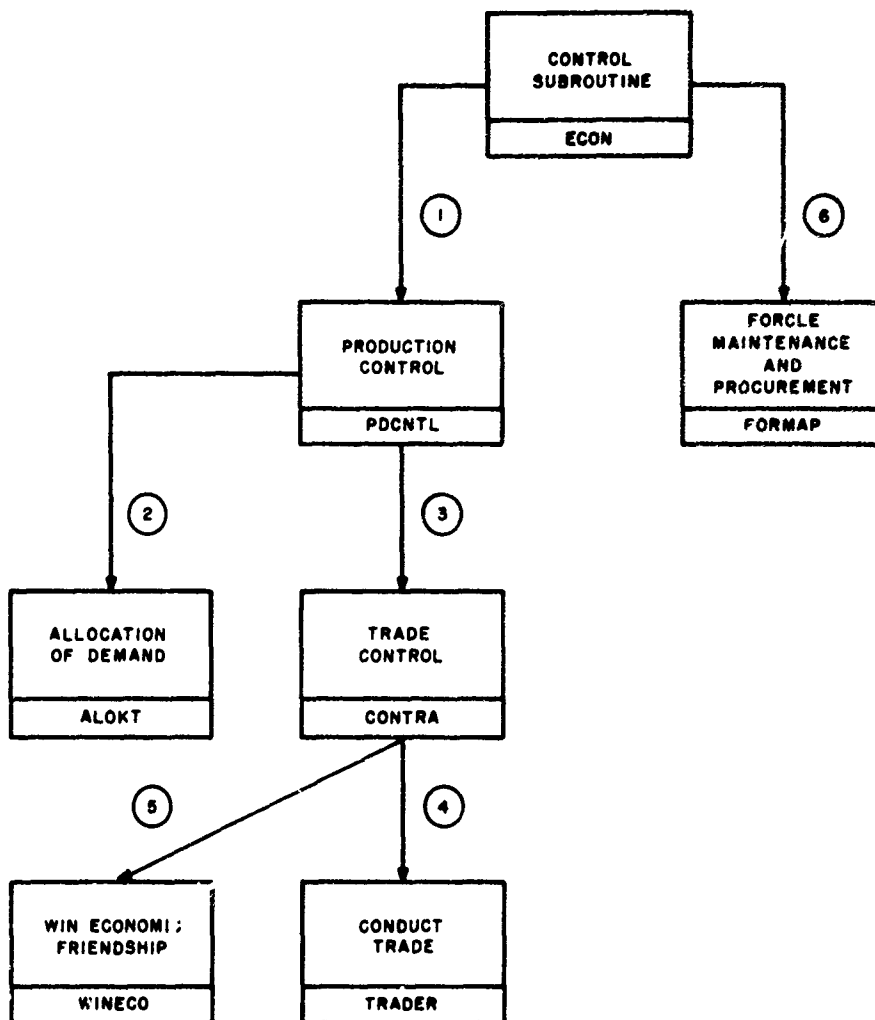 CONTROL
SUBROUTINE
ECON
1
6
PRODUCTION
CONTROL
PDCNTL
FORCLE
MAINTENANCE
AND
PROCUREMENT
FORMAP
2
3
ALLOCATION
OF DEMAND
ALOKT
TRADE
CONTROL
CONTRA
5
4
WIN ECONOMIC
FRIENDSHIP
WINECO
CONDUCT
TRADE
TRADER